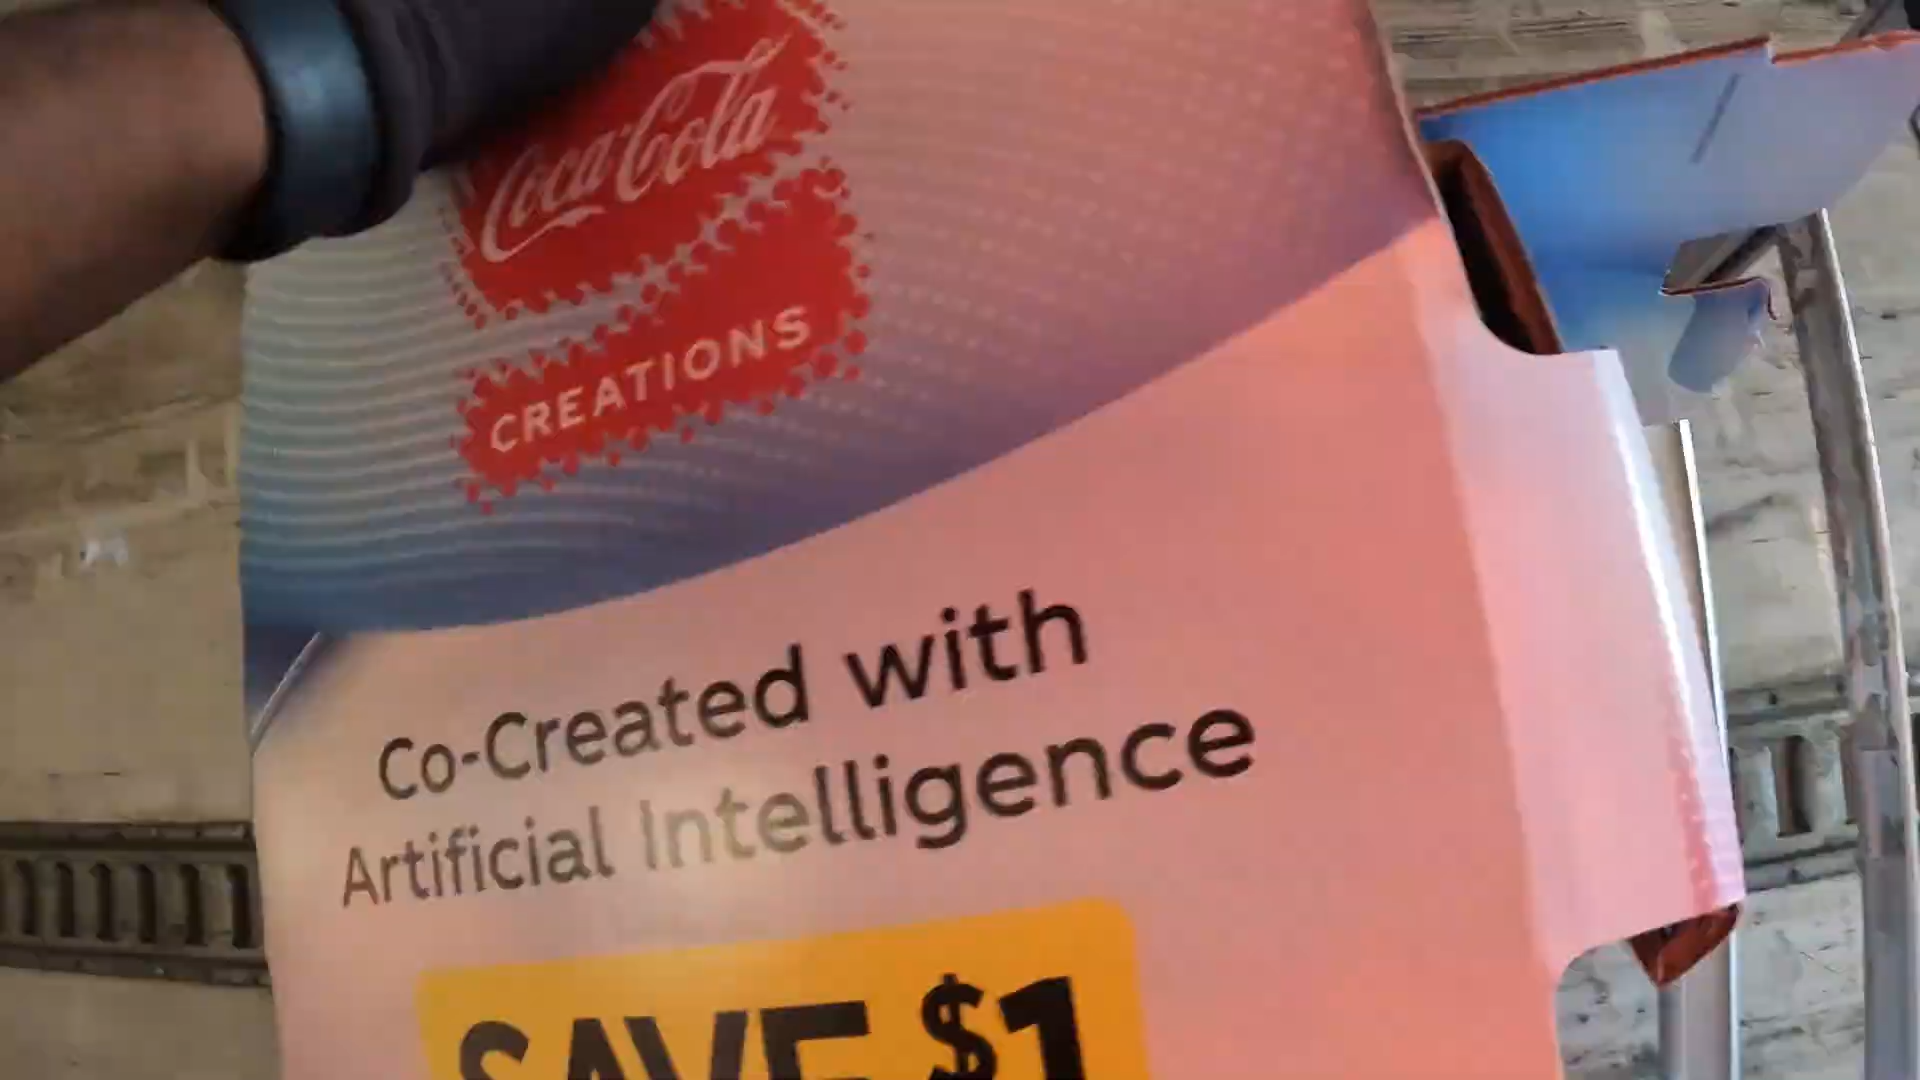 Coca-Cola
CREATIONS
Co-Created with
Artificial Intelligence
SAVE $1